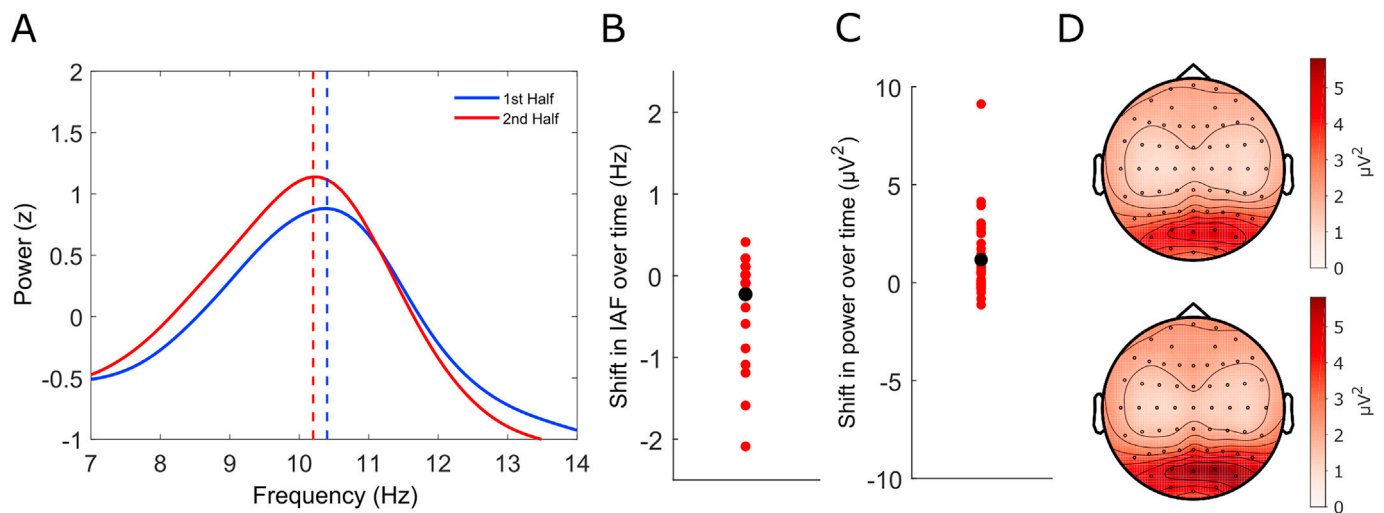 A
Power (z)
2
1.5
1
0.5
0
-0.5
-1
7 8 9 10 11 12 13 14
Frequency (Hz)
1st Half
2nd Half
B
Shift in IAF over time (Hz)
2
1
0
-1
-2
C
Shift in power over time (µV²)
10
5
0
-5
-10
D
5
4
3
2
1
0
µV²
5
4
3
2
1
0
µV²